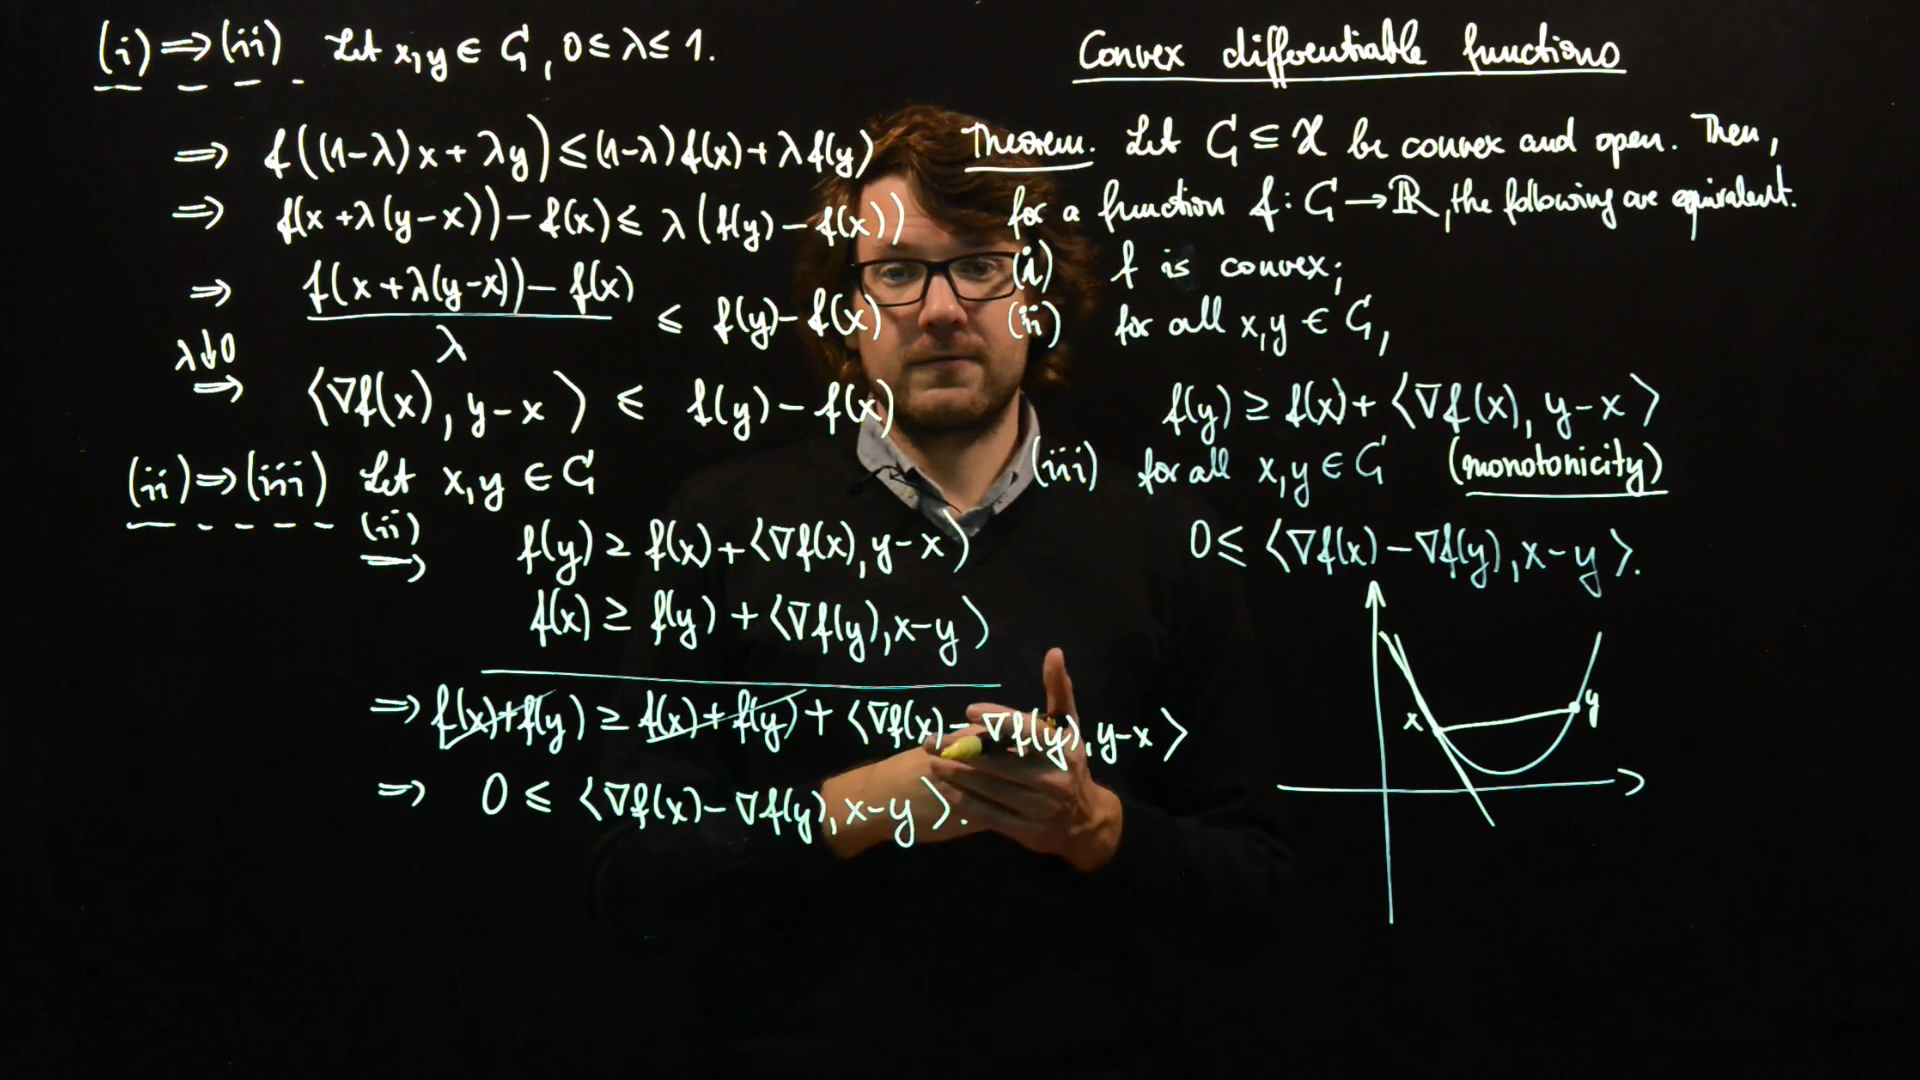 (i) ⇒ (ii) Let x, y ∈ G, 0 ≤ λ ≤ 1.
⇒ f((1-λ)x + λy) ≤ (1-λ)f(x) + λf(y)
⇒ f(x + λ(y-x)) - f(x) ≤ λ(f(y) - f(x))
⇒ f(x + λ(y-x)) - f(x)
λ
≤ f(y) - f(x)
λ↓0
⇒ ⟨∇f(x), y-x⟩ ≤ f(y) - f(x)
(ii) ⇒ (iii) Let x, y ∈ G
(ii)
⇒ f(y) ≥ f(x) + ⟨∇f(x), y-x⟩
f(x) ≥ f(y) + ⟨∇f(y), x-y⟩
⇒ f(x)+f(y) ≥ f(x) + f(y) + ⟨∇f(x) - ∇f(y), y-x⟩
⇒ 0 ≤ ⟨∇f(x) - ∇f(y), x-y⟩.
Convex differentiable functions
Theorem. Let G ⊆ X be convex and open. Then,
for a function f: G → ℝ, the following are equivalent.
(i) f is convex;
(ii) for all x, y ∈ G,
f(y) ≥ f(x) + ⟨∇f(x), y-x⟩
(iii) for all x, y ∈ G (monotonicity)
0 ≤ ⟨∇f(x) - ∇f(y), x-y⟩.
x
y